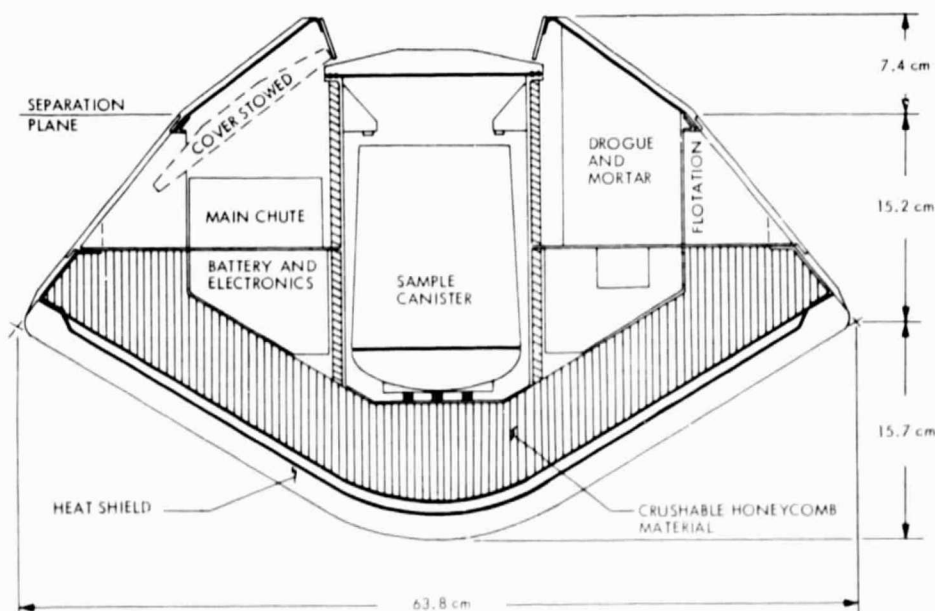 7.4 cm
SEPARATION
PLANE
COVER STOWED
DROGUE
AND
MORTAR
FLOTATION
15.2 cm
MAIN CHUTE
BATTERY AND
ELECTRONICS
SAMPLE
CANISTER
15.7 cm
HEAT SHIELD
CRUSHABLE HONEYCOMB
MATERIAL
63.8 cm